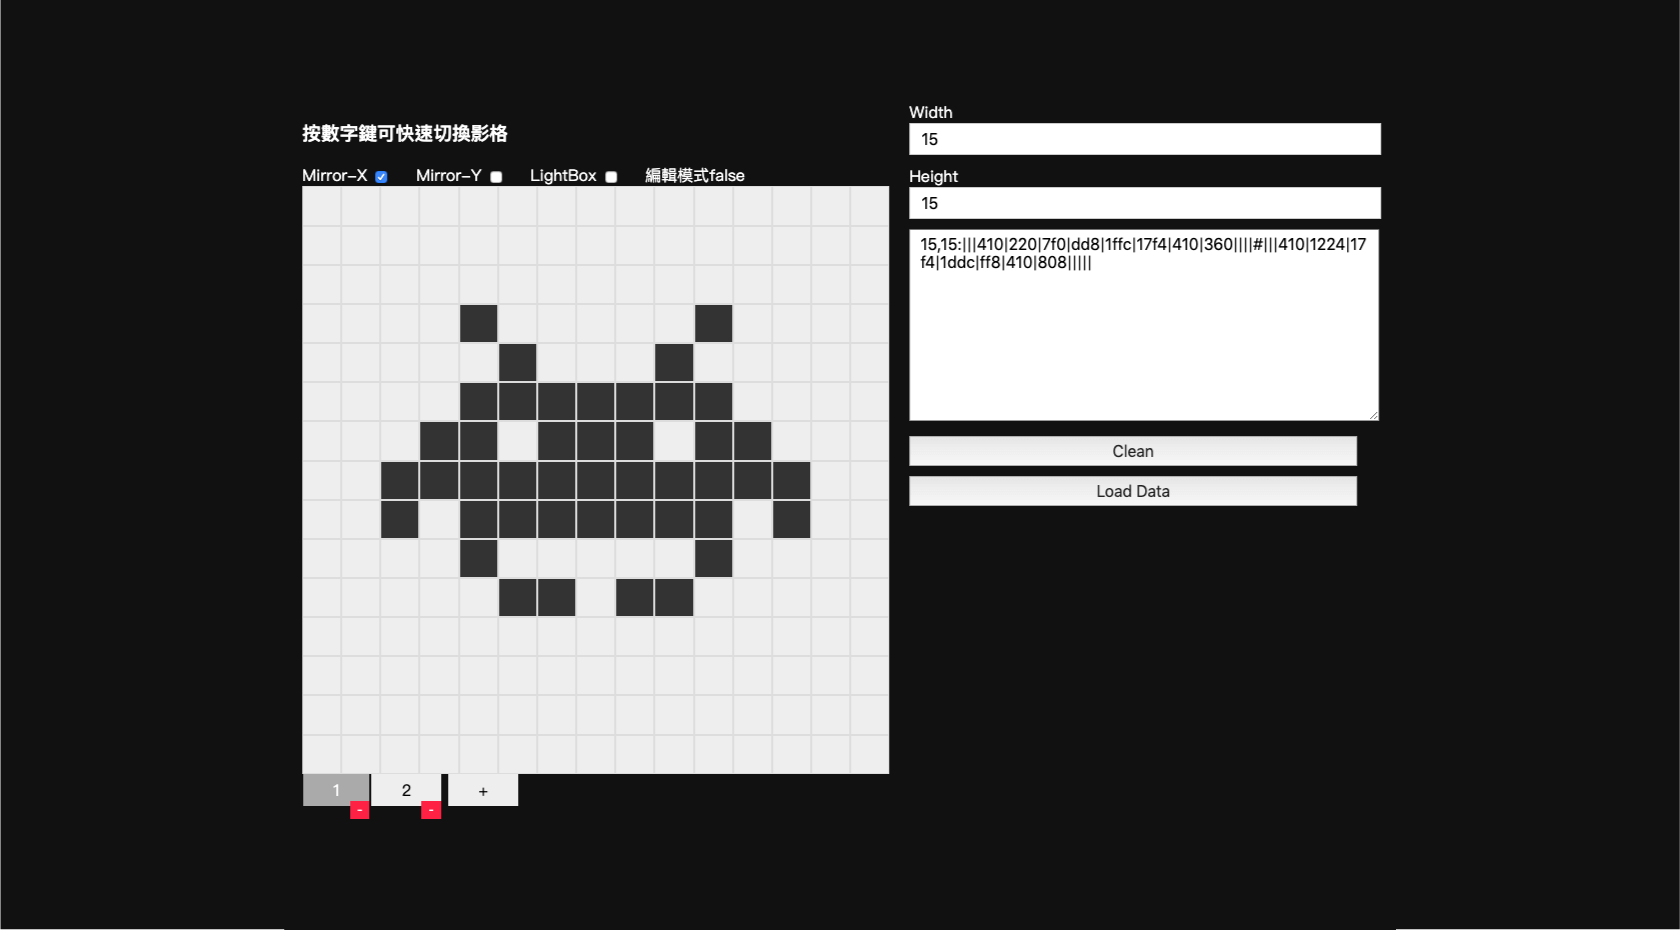 按數字鍵可快速切換影格
Mirror-X Mirror-Y LightBox 編輯模式false
1 2 +
- -
Width
15
Height
15
15,15:|||410|220|7f0|dd8|1ffc|17f4|410|360||||#|||410|1224|17
f4|1ddc|ff8|410|808|||||
Clean
Load Data